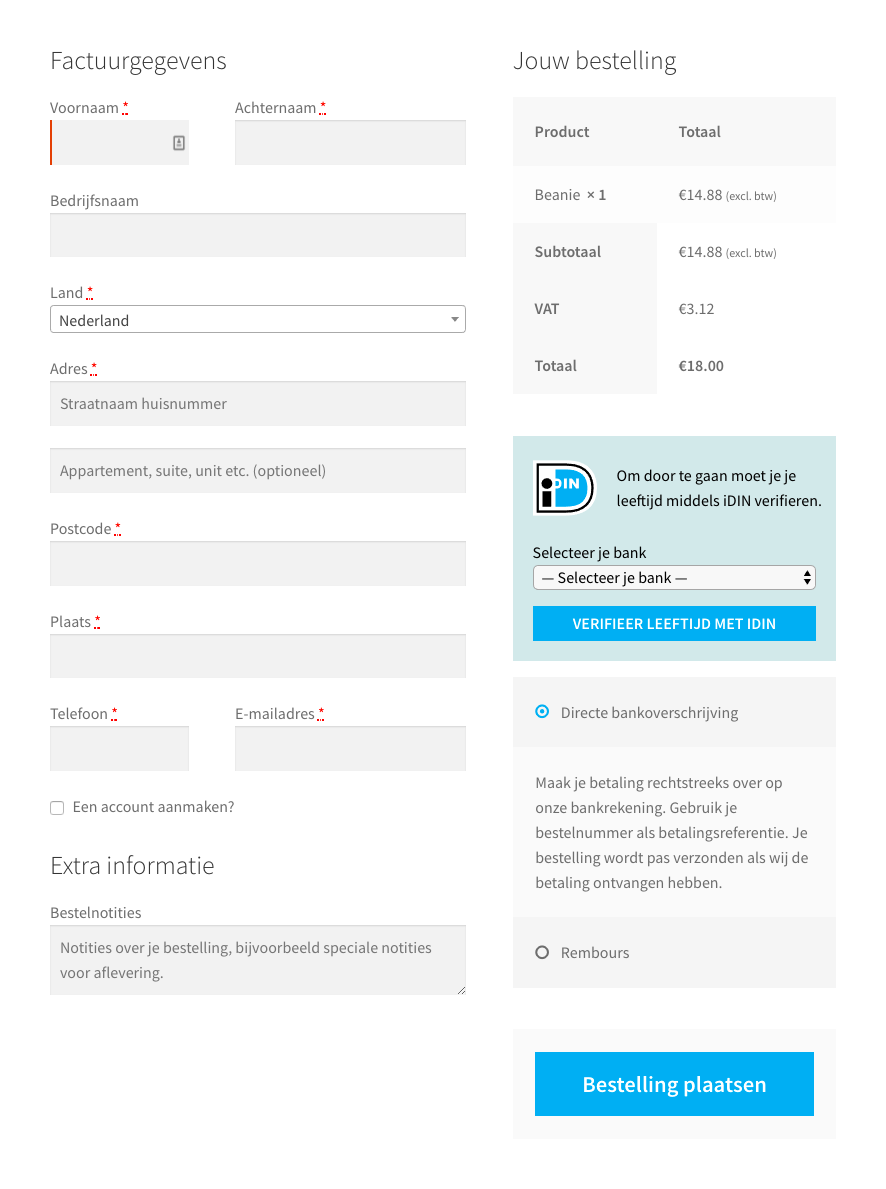 Factuurgegevens
Voornaam *
Achternaam *
Bedrijfsnaam
Land *
Nederland
Adres *
Straatnaam huisnummer
Appartement, suite, unit etc. (optioneel)
Postcode *
Plaats *
Telefoon *
E-mailadres *
Een account aanmaken?
Extra informatie
Bestelnotities
Notities over je bestelling, bijvoorbeeld speciale notities
voor aflevering.
Jouw bestelling
Product Totaal
Beanie × 1 €14.88 (excl. btw)
Subtotaal €14.88 (excl. btw)
VAT €3.12
Totaal €18.00
iDIN
Om door te gaan moet je je
leeftijd middels iDIN verifieren.
Selecteer je bank
— Selecteer je bank —
VERIFIEER LEEFTIJD MET IDIN
Directe bankoverschrijving
Maak je betaling rechtstreeks over op
onze bankrekening. Gebruik je
bestelnummer als betalingsreferentie. Je
bestelling wordt pas verzonden als wij de
betaling ontvangen hebben.
Rembours
Bestelling plaatsen